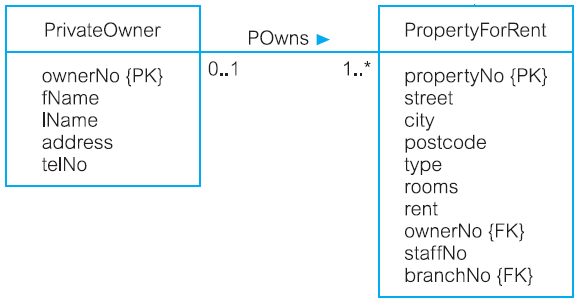 PrivateOwner
ownerNo {PK}
fName
lName
address
telNo
POwns ►
0..1
1..*
PropertyForRent
propertyNo {PK}
street
city
postcode
type
rooms
rent
ownerNo {FK}
staffNo
branchNo {FK}